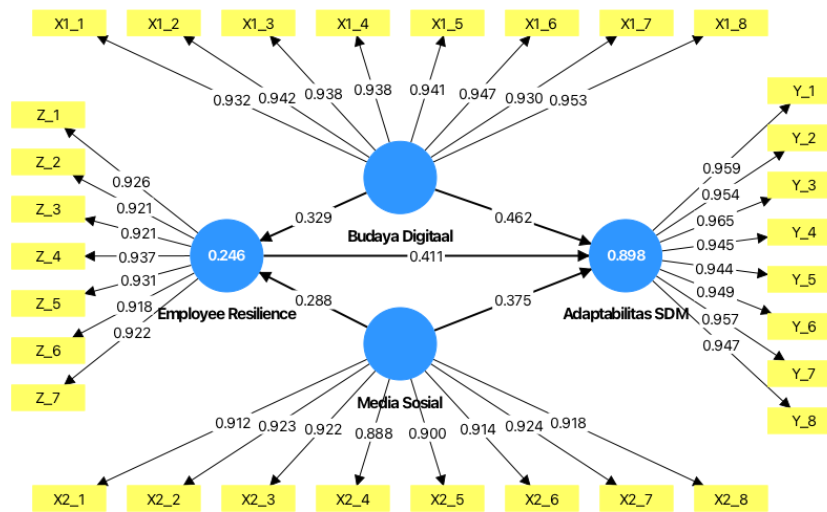 X1_1 X1_2 X1_3 X1_4 X1_5 X1_6 X1_7 X1_8
0.932 0.942 0.938 0.938 0.941 0.947 0.930 0.953
Z_1
Z_2
Z_3
Z_4
Z_5
Z_6
Z_7
0.926
0.921
0.921
0.937
0.931
0.918
0.922
0.246
Employee Resilience
0.329
0.462
Budaya Digitaal
0.411
0.288
0.375
Media Sosial
0.898
Adaptabilitas SDM
0.959
0.954
0.965
0.945
0.944
0.949
0.957
0.947
Y_1
Y_2
Y_3
Y_4
Y_5
Y_6
Y_7
Y_8
0.912 0.923 0.922 0.888 0.900 0.914 0.924 0.918
X2_1 X2_2 X2_3 X2_4 X2_5 X2_6 X2_7 X2_8